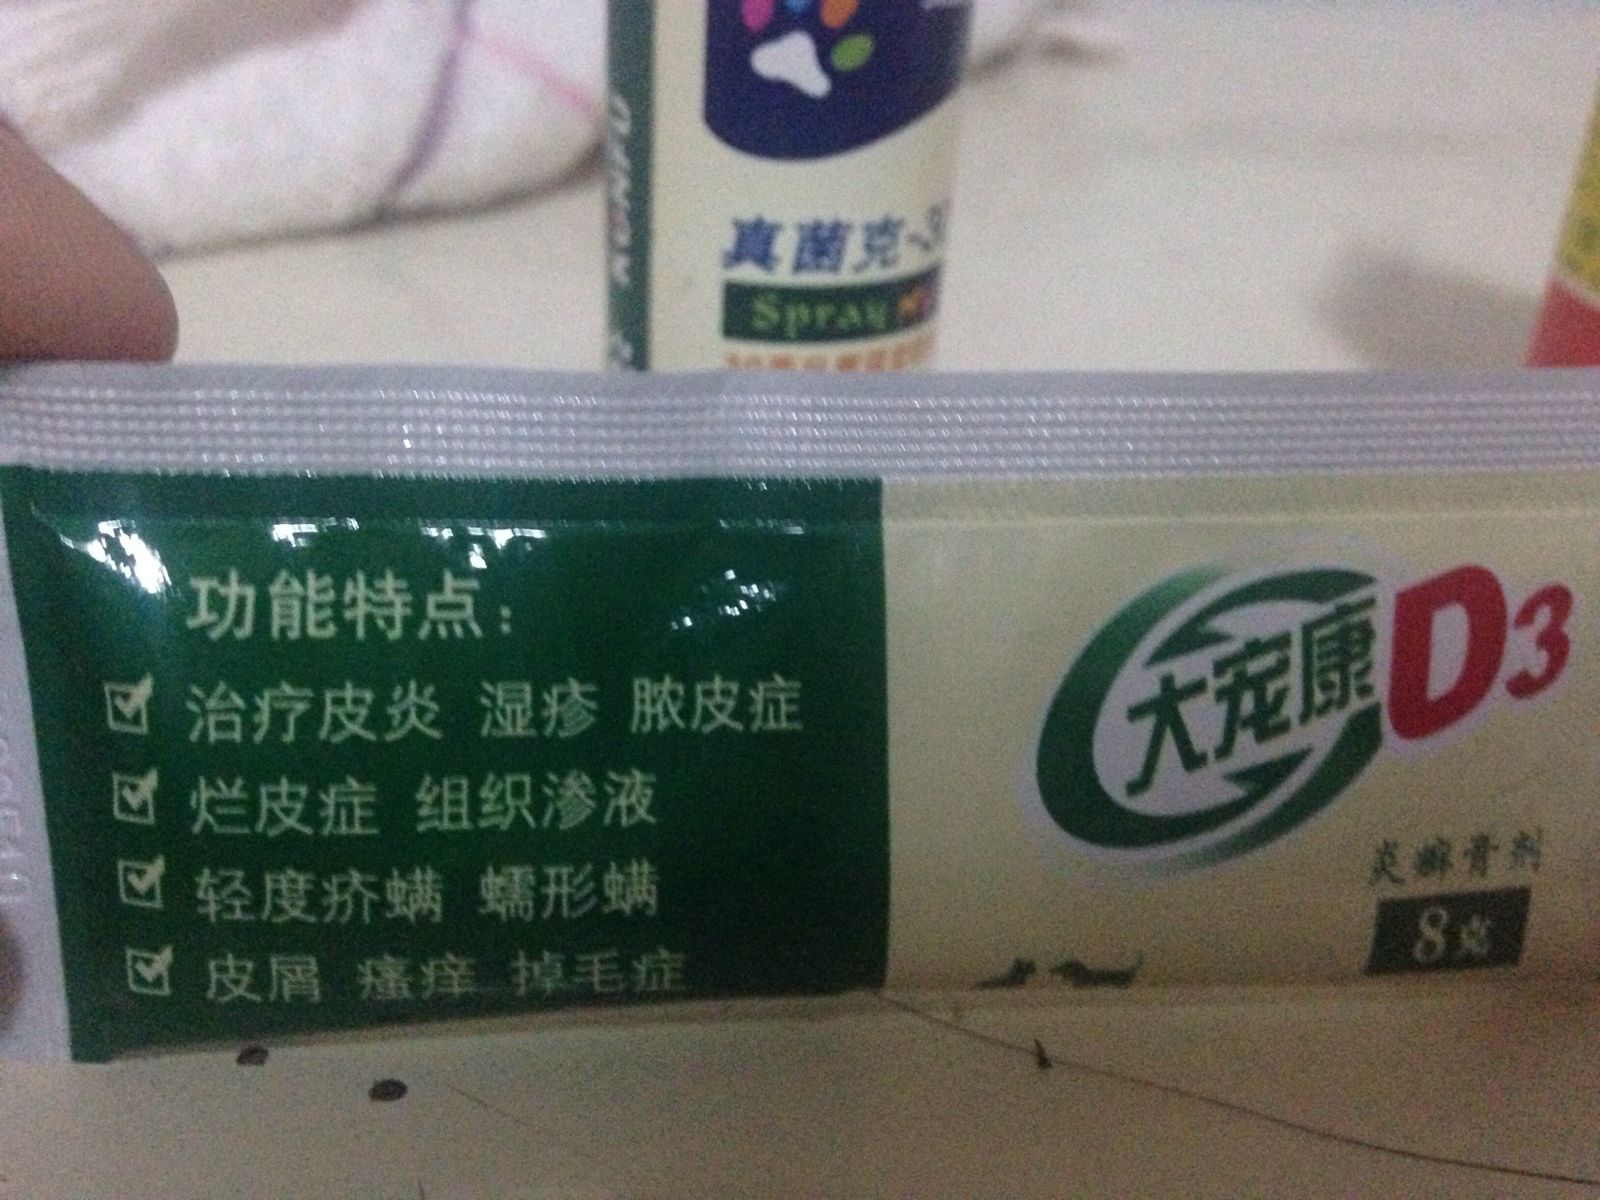 KUNFU
真菌克
Spray
功能特点：
治疗皮炎 湿疹 脓皮症
烂皮症 组织渗液
轻度疥螨 蠕形螨
皮屑 瘙痒 掉毛症
大宠康D3
8